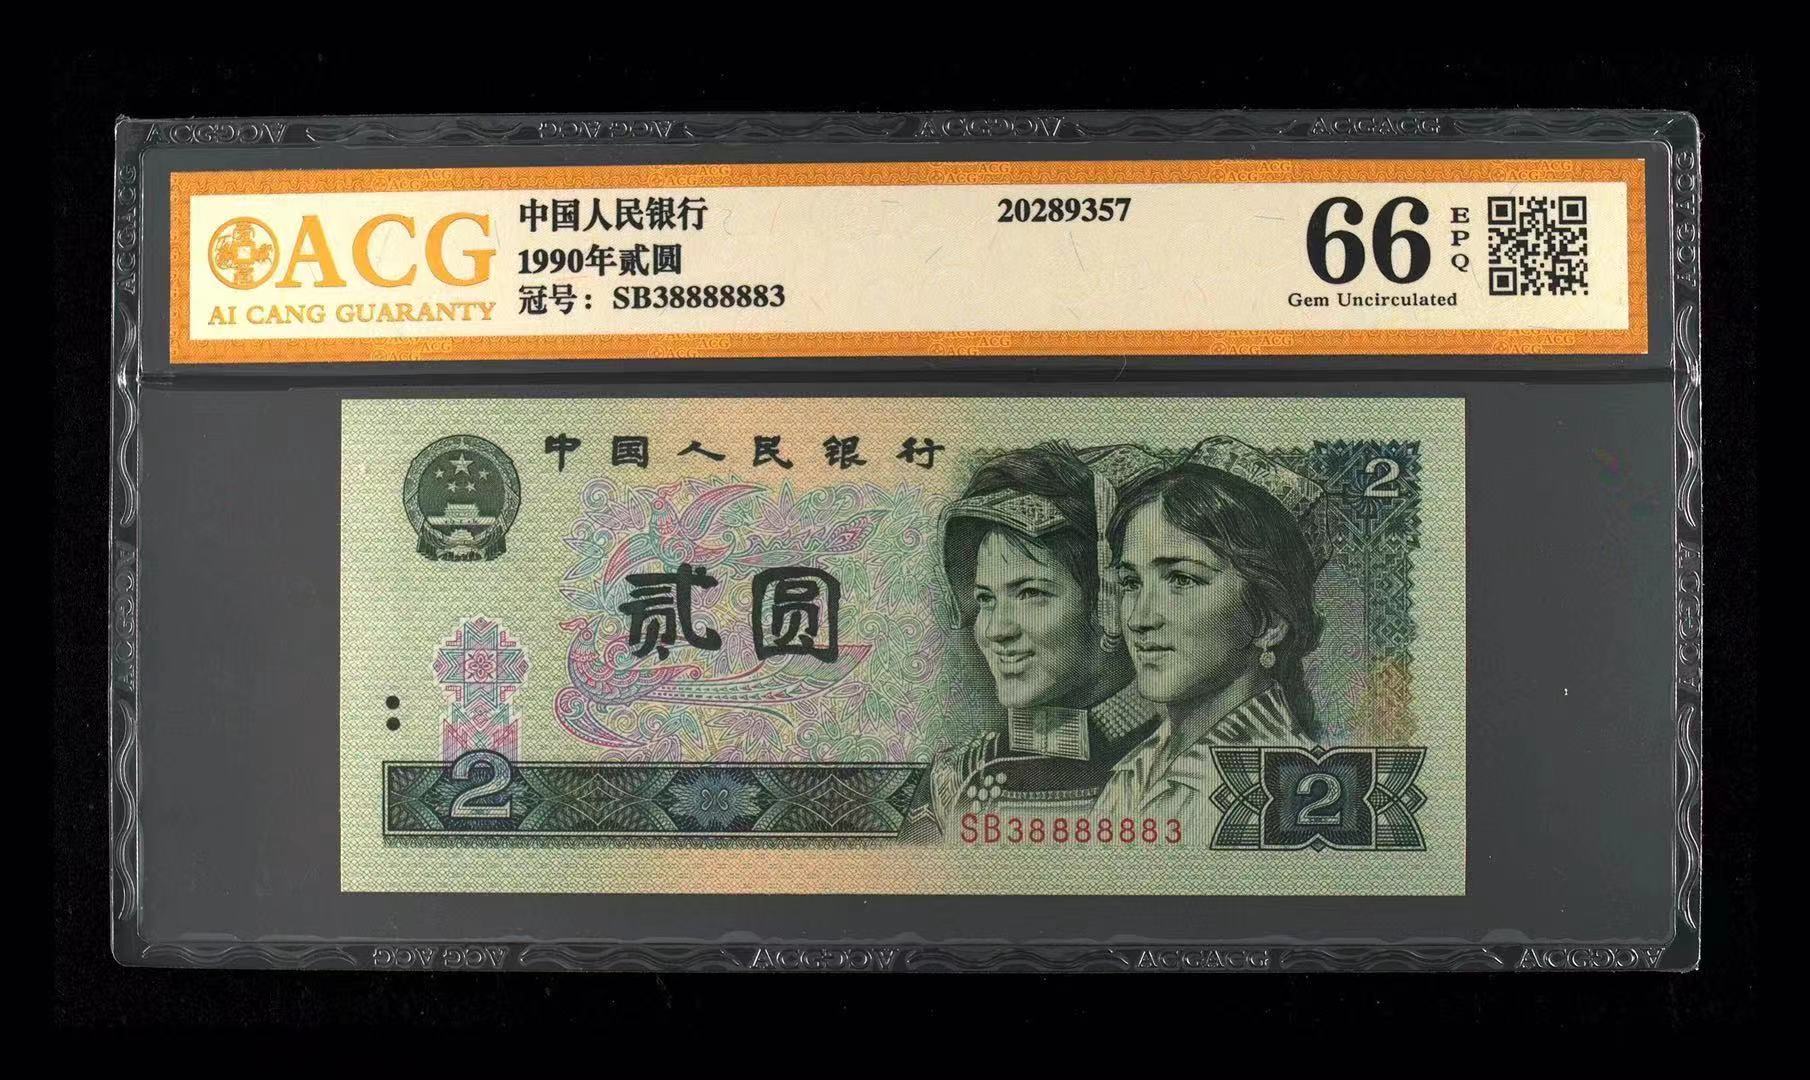 ACG
AI CANG GUARANTY
中国人民银行
1990年贰圆
冠号：SB38888883
20289357
66
EPQ
Gem Uncirculated
中国人民银行
2
贰圆
2
SB38888883
2